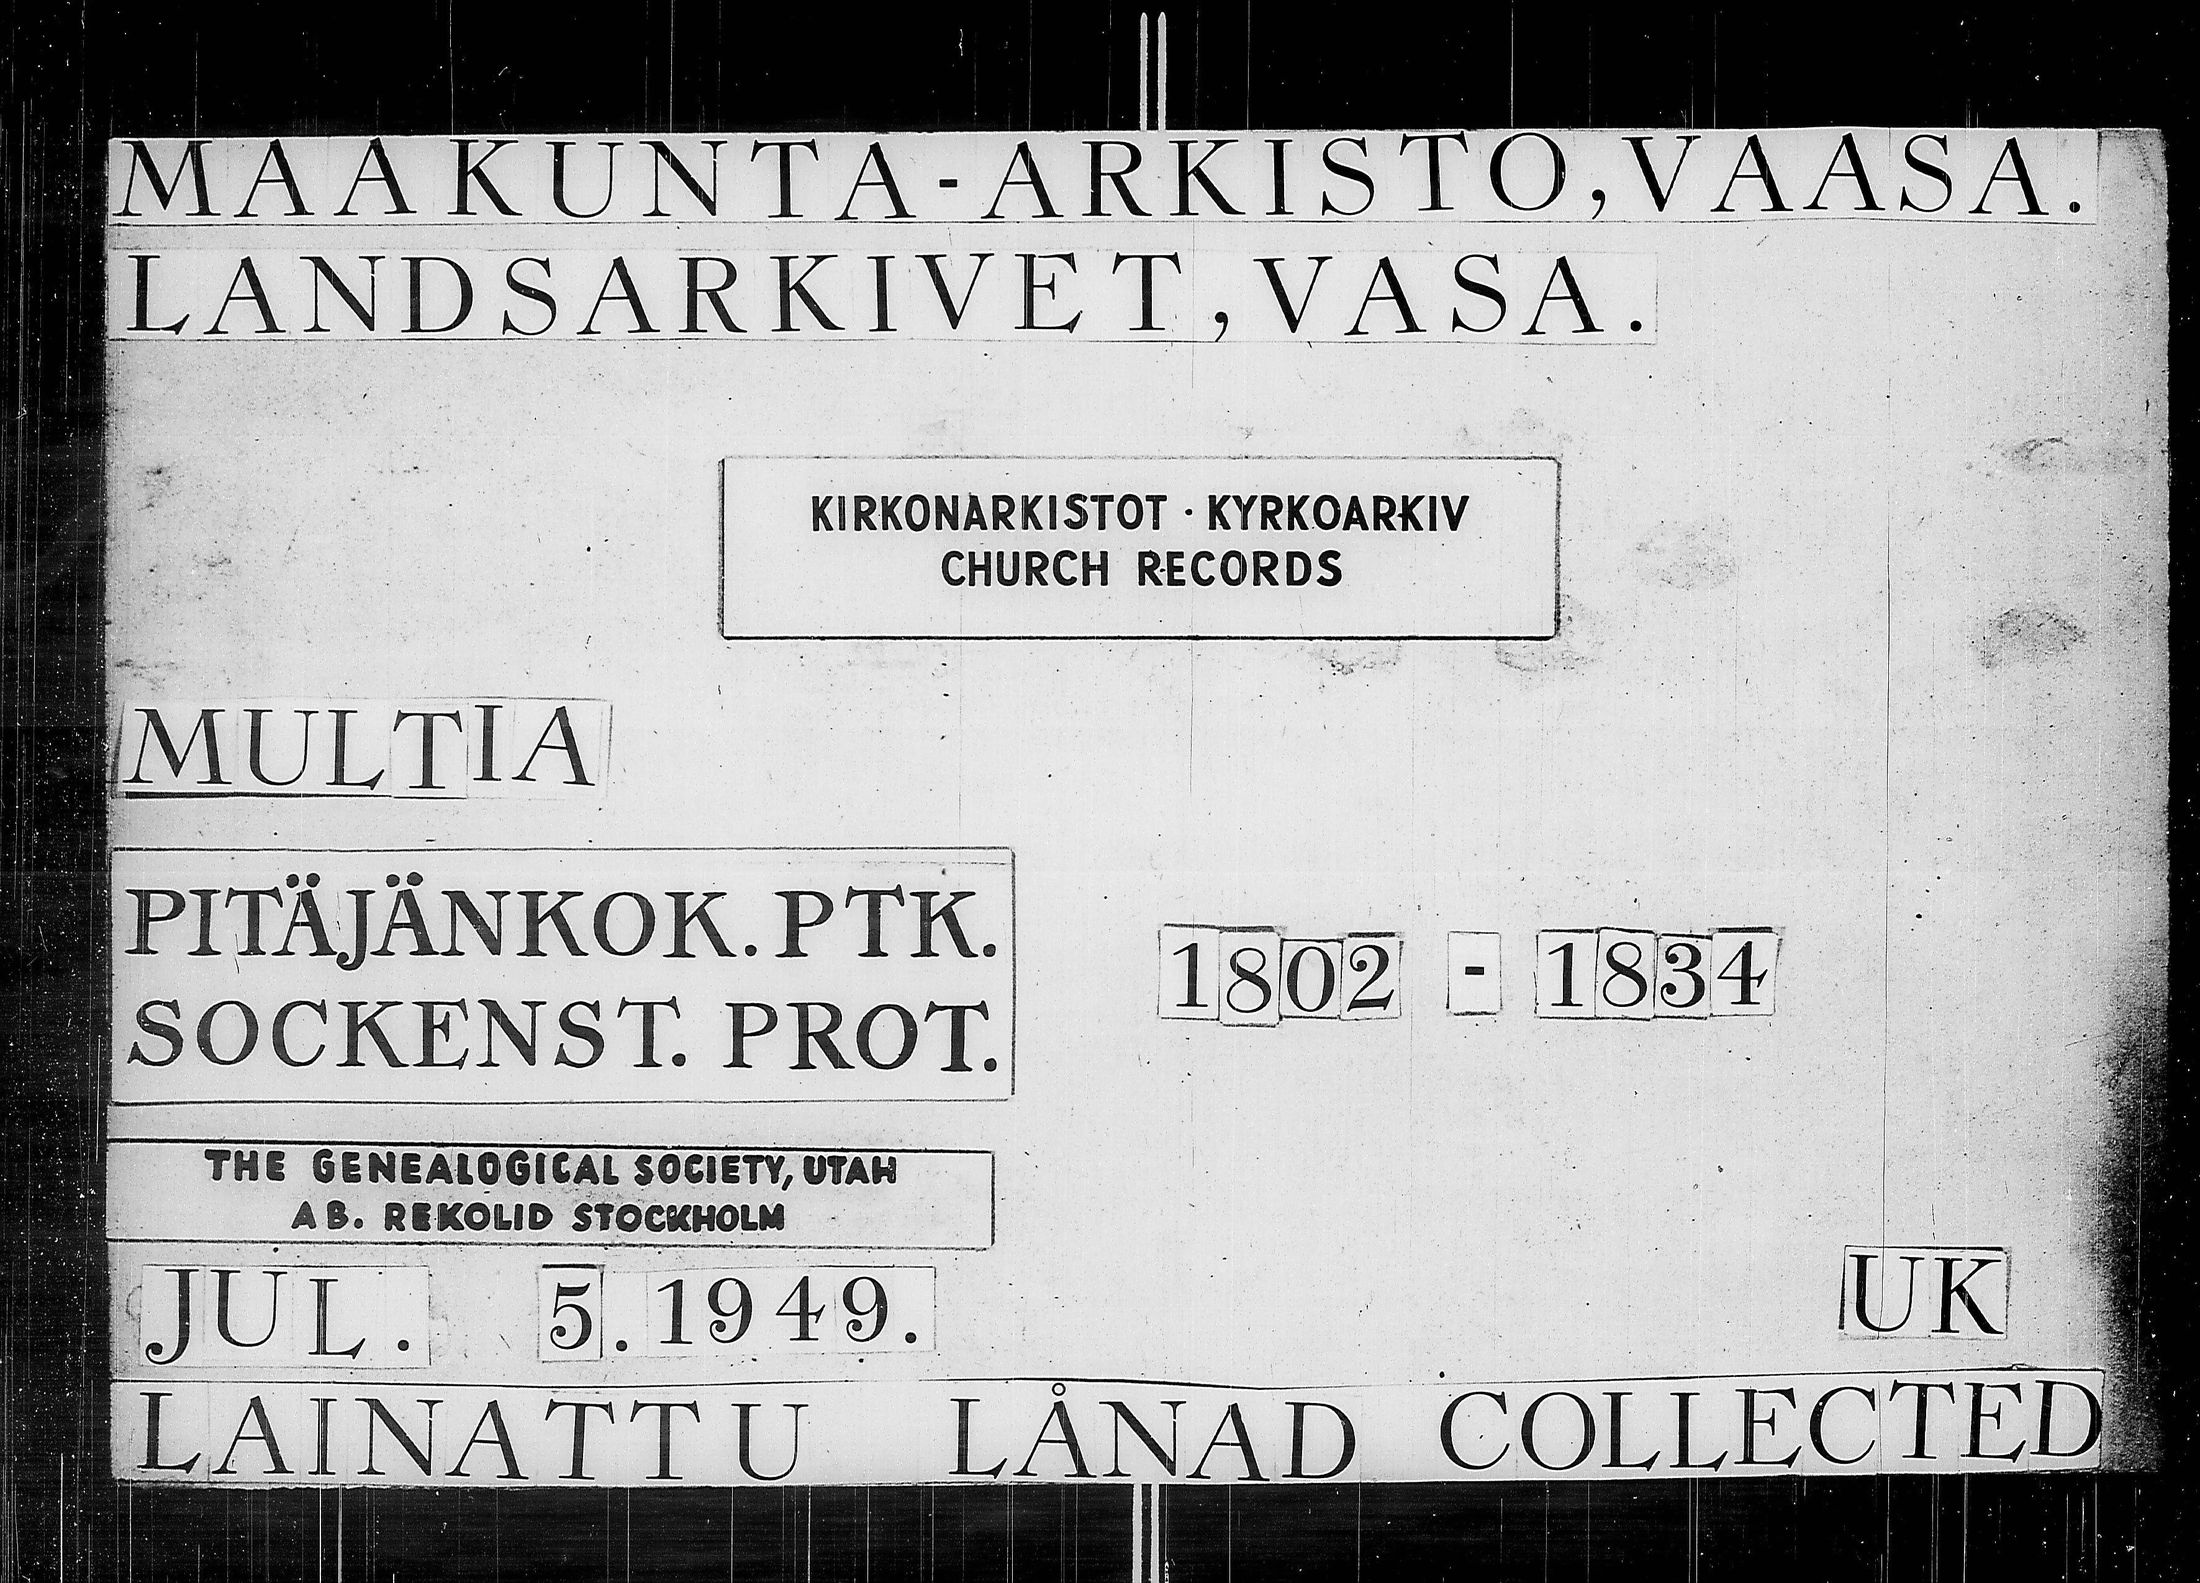 MAAKUNTA-ARKISTO, VAASA.
LANDSARKIVET, VASA.
KIRKONARKISTOT · KYRKOARKIV
CHURCH RECORDS
MULTIA
PITÄJÄNKOK. PTK.
SOCKENST. PROT.
1802 - 1834
THE GENEALOGICAL SOCIETY, UTAH
AB. REKOLID STOCKHOLM
JUL. 5. 1949.
UK
LAINATTU LÅNAD COLLECTED